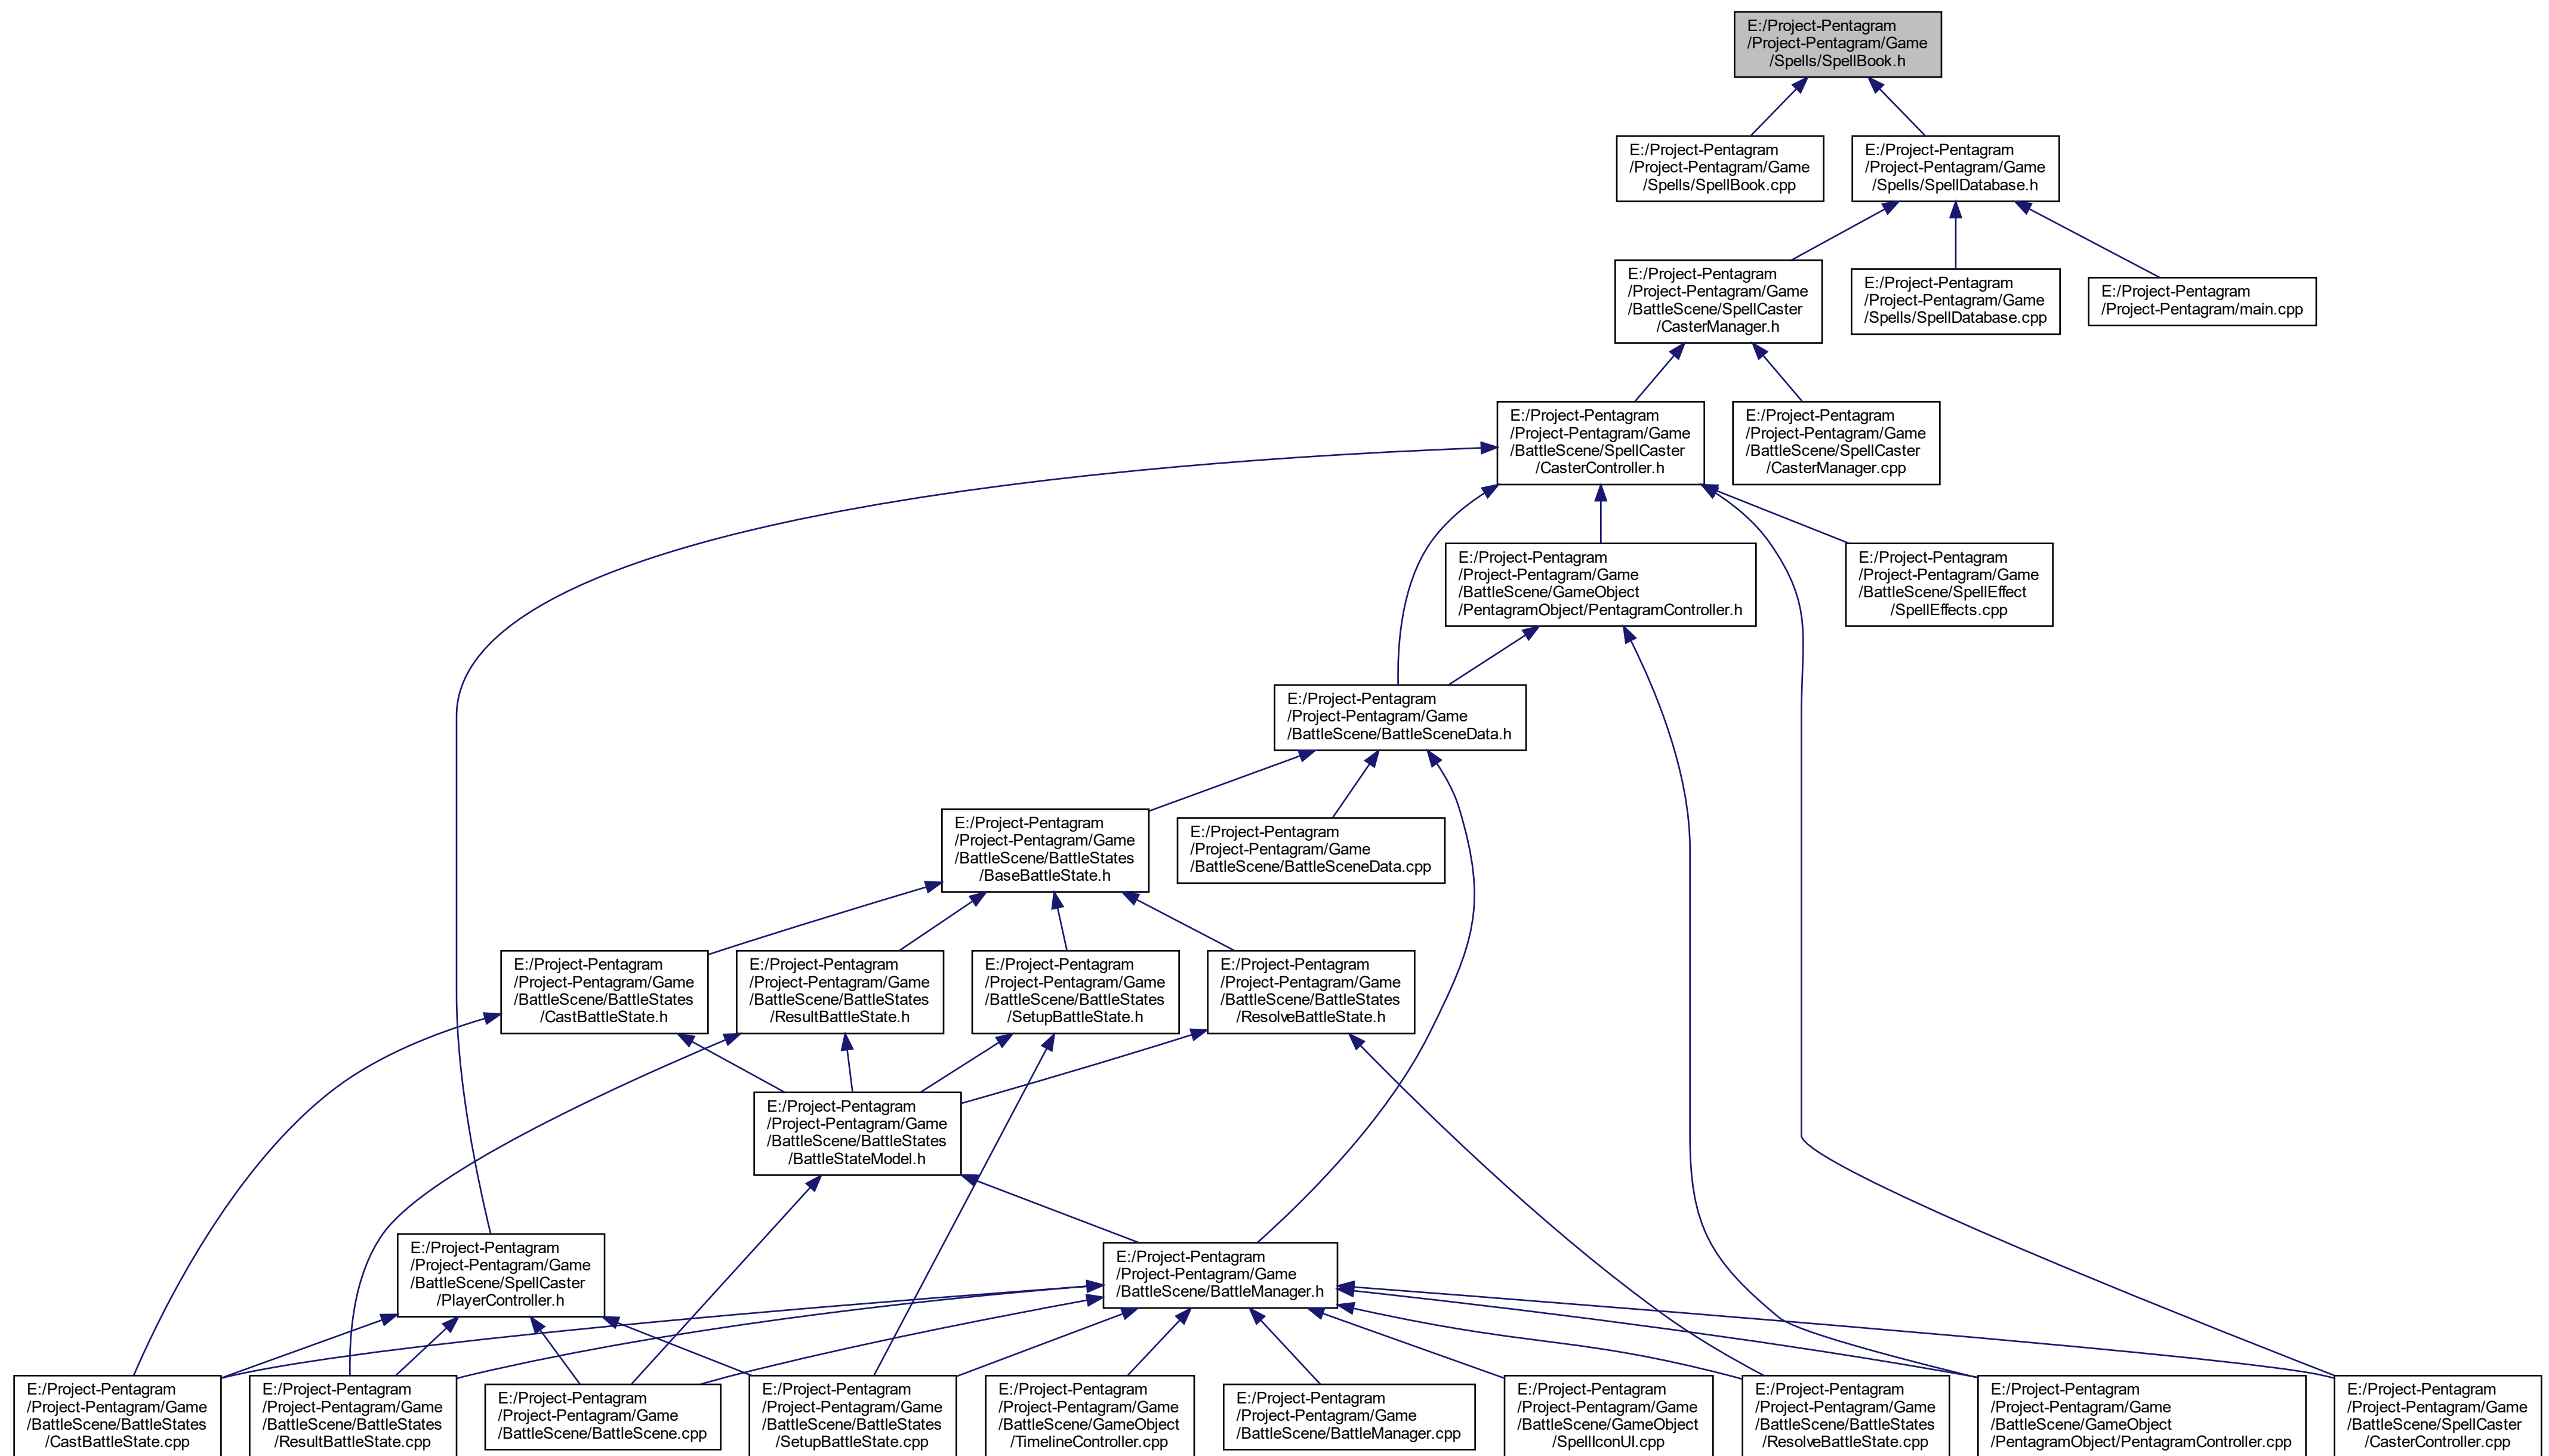 E:/Project-Pentagram
/Project-Pentagram/Game
/Spells/SpellBook.h
E:/Project-Pentagram
/Project-Pentagram/Game
/Spells/SpellBook.cpp
E:/Project-Pentagram
/Project-Pentagram/Game
/Spells/SpellDatabase.h
E:/Project-Pentagram
/Project-Pentagram/Game
/BattleScene/SpellCaster
/CasterManager.h
E:/Project-Pentagram
/Project-Pentagram/Game
/Spells/SpellDatabase.cpp
E:/Project-Pentagram
/Project-Pentagram/main.cpp
E:/Project-Pentagram
/Project-Pentagram/Game
/BattleScene/SpellCaster
/CasterController.h
E:/Project-Pentagram
/Project-Pentagram/Game
/BattleScene/SpellCaster
/CasterManager.cpp
E:/Project-Pentagram
/Project-Pentagram/Game
/BattleScene/GameObject
/PentagramObject/PentagramController.h
E:/Project-Pentagram
/Project-Pentagram/Game
/BattleScene/SpellEffect
/SpellEffects.cpp
E:/Project-Pentagram
/Project-Pentagram/Game
/BattleScene/BattleSceneData.h
E:/Project-Pentagram
/Project-Pentagram/Game
/BattleScene/BattleStates
/BaseBattleState.h
E:/Project-Pentagram
/Project-Pentagram/Game
/BattleScene/BattleSceneData.cpp
E:/Project-Pentagram
/Project-Pentagram/Game
/BattleScene/BattleStates
/CastBattleState.h
E:/Project-Pentagram
/Project-Pentagram/Game
/BattleScene/BattleStates
/ResultBattleState.h
E:/Project-Pentagram
/Project-Pentagram/Game
/BattleScene/BattleStates
/SetupBattleState.h
E:/Project-Pentagram
/Project-Pentagram/Game
/BattleScene/BattleStates
/ResolveBattleState.h
E:/Project-Pentagram
/Project-Pentagram/Game
/BattleScene/BattleStates
/BattleStateModel.h
E:/Project-Pentagram
/Project-Pentagram/Game
/BattleScene/SpellCaster
/PlayerController.h
E:/Project-Pentagram
/Project-Pentagram/Game
/BattleScene/BattleManager.h
E:/Project-Pentagram
/Project-Pentagram/Game
/BattleScene/BattleStates
/CastBattleState.cpp
E:/Project-Pentagram
/Project-Pentagram/Game
/BattleScene/BattleStates
/ResultBattleState.cpp
E:/Project-Pentagram
/Project-Pentagram/Game
/BattleScene/BattleScene.cpp
E:/Project-Pentagram
/Project-Pentagram/Game
/BattleScene/BattleStates
/SetupBattleState.cpp
E:/Project-Pentagram
/Project-Pentagram/Game
/BattleScene/GameObject
/TimelineController.cpp
E:/Project-Pentagram
/Project-Pentagram/Game
/BattleScene/BattleManager.cpp
E:/Project-Pentagram
/Project-Pentagram/Game
/BattleScene/GameObject
/SpellIconUI.cpp
E:/Project-Pentagram
/Project-Pentagram/Game
/BattleScene/BattleStates
/ResolveBattleState.cpp
E:/Project-Pentagram
/Project-Pentagram/Game
/BattleScene/GameObject
/PentagramObject/PentagramController.cpp
E:/Project-Pentagram
/Project-Pentagram/Game
/BattleScene/SpellCaster
/CasterController.cpp